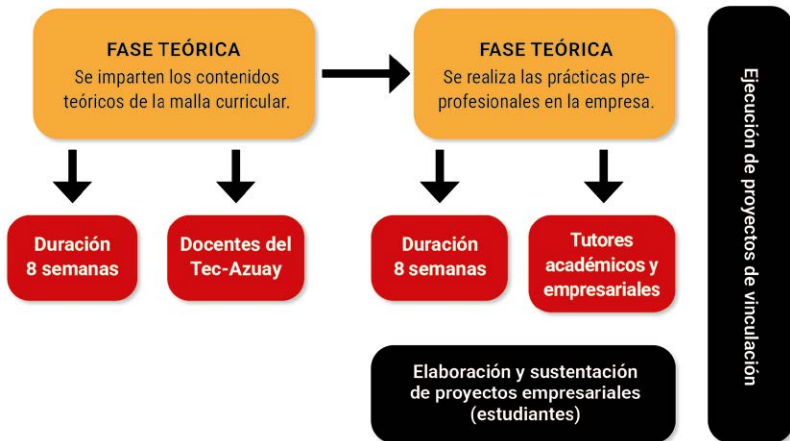 FASE TEÓRICA
Se imparten los contenidos
teóricos de la malla curricular.
FASE TEÓRICA
Se realiza las prácticas pre-
profesionales en la empresa.
Duración
8 semanas
Docentes del
Tec-Azuay
Duración
8 semanas
Tutores
académicos y
empresariales
Elaboración y sustentación
de proyectos empresariales
(estudiantes)
Ejecución de proyectos de vinculación